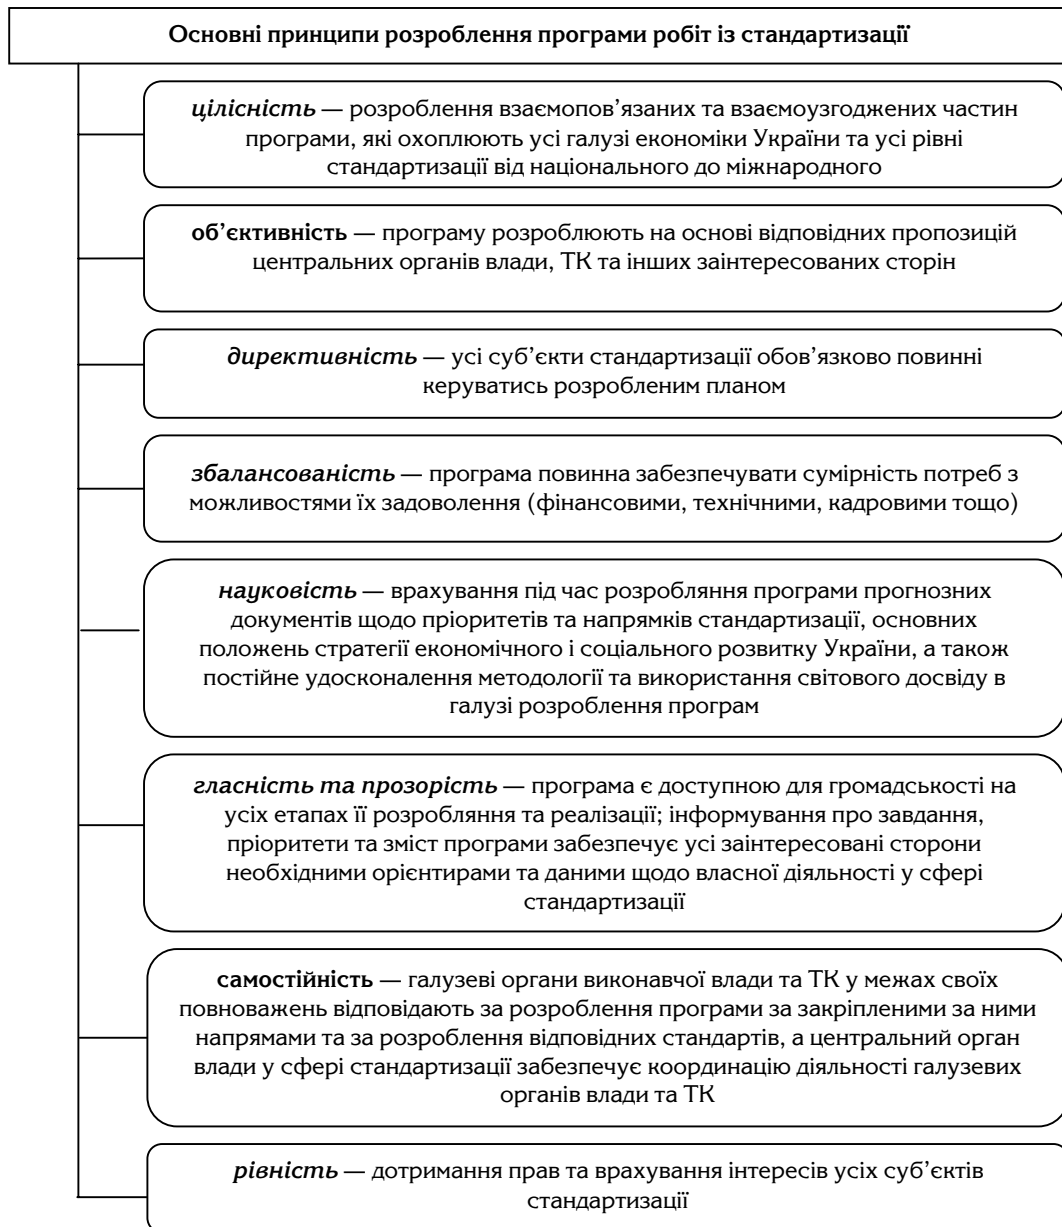 Основні принципи розроблення програми робіт із стандартизації
цілісність — розроблення взаємопов’язаних та взаємоузгоджених частин
програми, які охоплюють усі галузі економіки України та усі рівні
стандартизації від національного до міжнародного
об’єктивність — програму розроблюють на основі відповідних пропозицій
центральних органів влади, ТК та інших заінтересованих сторін
директивність — усі суб’єкти стандартизації обов’язково повинні
керуватись розробленим планом
збалансованість — програма повинна забезпечувати сумірність потреб з
можливостями їх задоволення (фінансовими, технічними, кадровими тощо)
науковість — врахування під час розробляння програми прогнозних
документів щодо пріоритетів та напрямків стандартизації, основних
положень стратегії економічного і соціального розвитку України, а також
постійне удосконалення методології та використання світового досвіду в
галузі розроблення програм
гласність та прозорість — програма є доступною для громадськості на
усіх етапах її розробляння та реалізації; інформування про завдання,
пріоритети та зміст програми забезпечує усі заінтересовані сторони
необхідними орієнтирами та даними щодо власної діяльності у сфері
стандартизації
самостійність — галузеві органи виконавчої влади та ТК у межах своїх
повноважень відповідають за розроблення програми за закріпленими за ними
напрямами та за розроблення відповідних стандартів, а центральний орган
влади у сфері стандартизації забезпечує координацію діяльності галузевих
органів влади та ТК
рівність — дотримання прав та врахування інтересів усіх суб’єктів
стандартизації